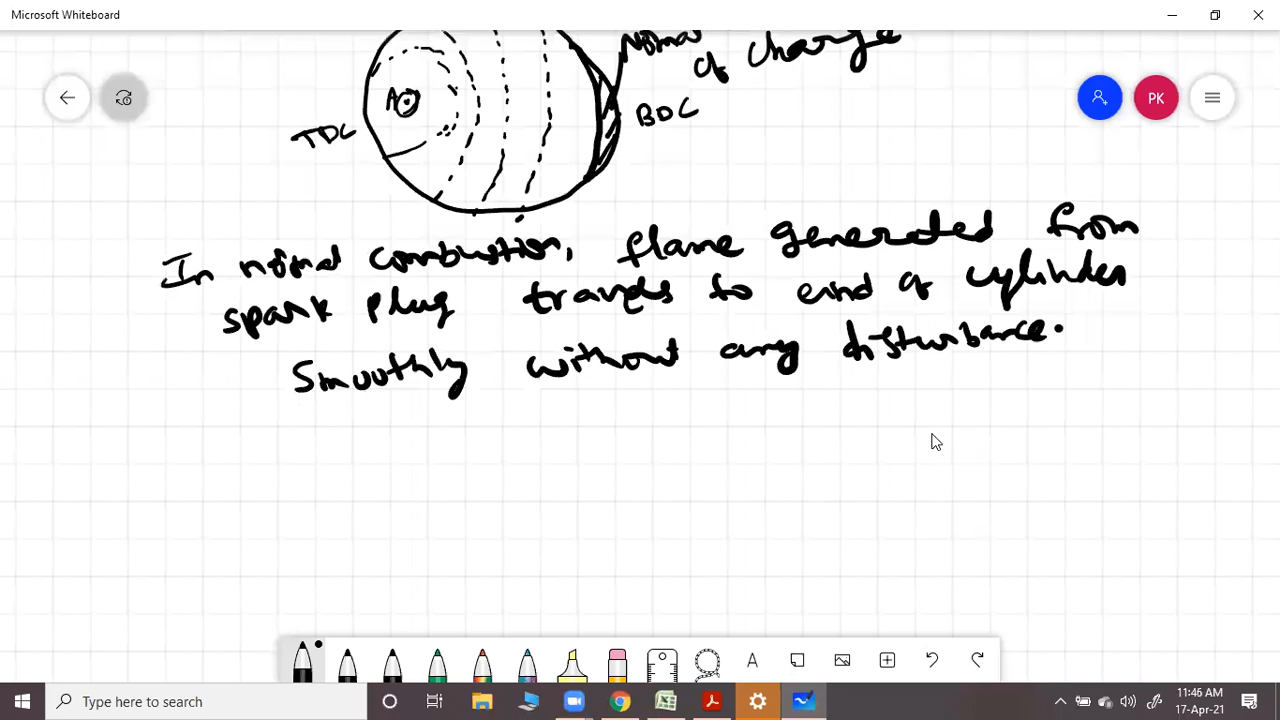 Microsoft Whiteboard
of charge
A
BDC
TDC
PK
In normal combustion, flame generated from
spark plug travels to end of cylinder
Smoothly without any disturbance.
A
Type here to search
11:46 AM
17-Apr-21